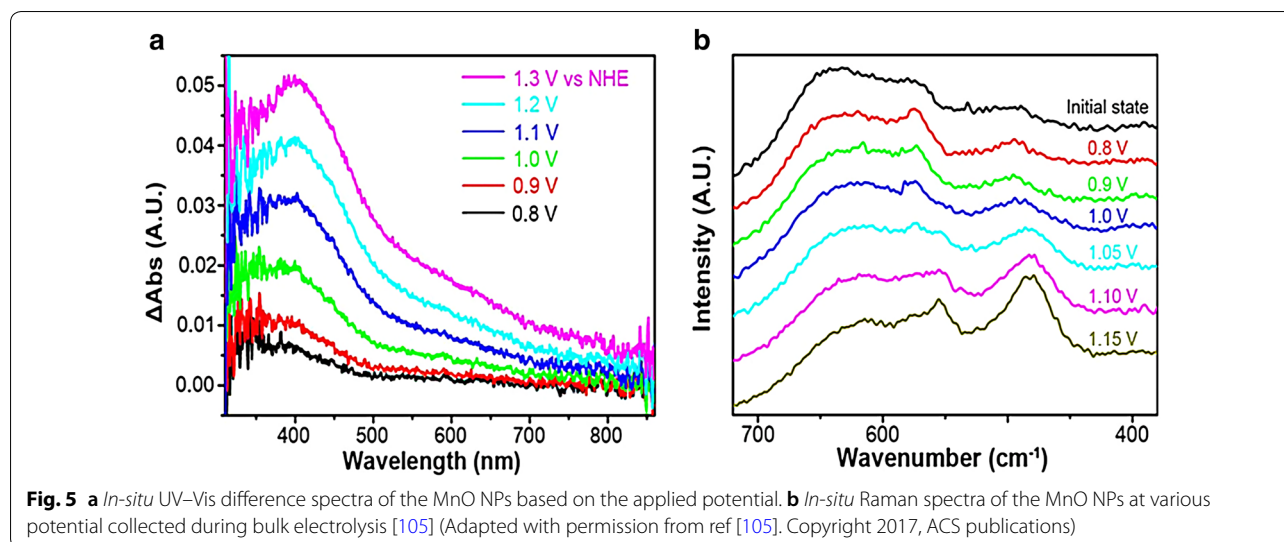 a
0.05
0.04
0.03
0.02
0.01
0.00
ΔAbs (A.U.)
1.3 V vs NHE
1.2 V
1.1 V
1.0 V
0.9 V
0.8 V
400 500 600 700 800
Wavelength (nm)
b
Intensity (A.U.)
Initial state
0.8 V
0.9 V
1.0 V
1.05 V
1.10 V
1.15 V
700 600 500 400
Wavenumber (cm⁻¹)
Fig. 5 a In-situ UV–Vis difference spectra of the MnO NPs based on the applied potential. b In-situ Raman spectra of the MnO NPs at various
potential collected during bulk electrolysis [105] (Adapted with permission from ref [105]. Copyright 2017, ACS publications)